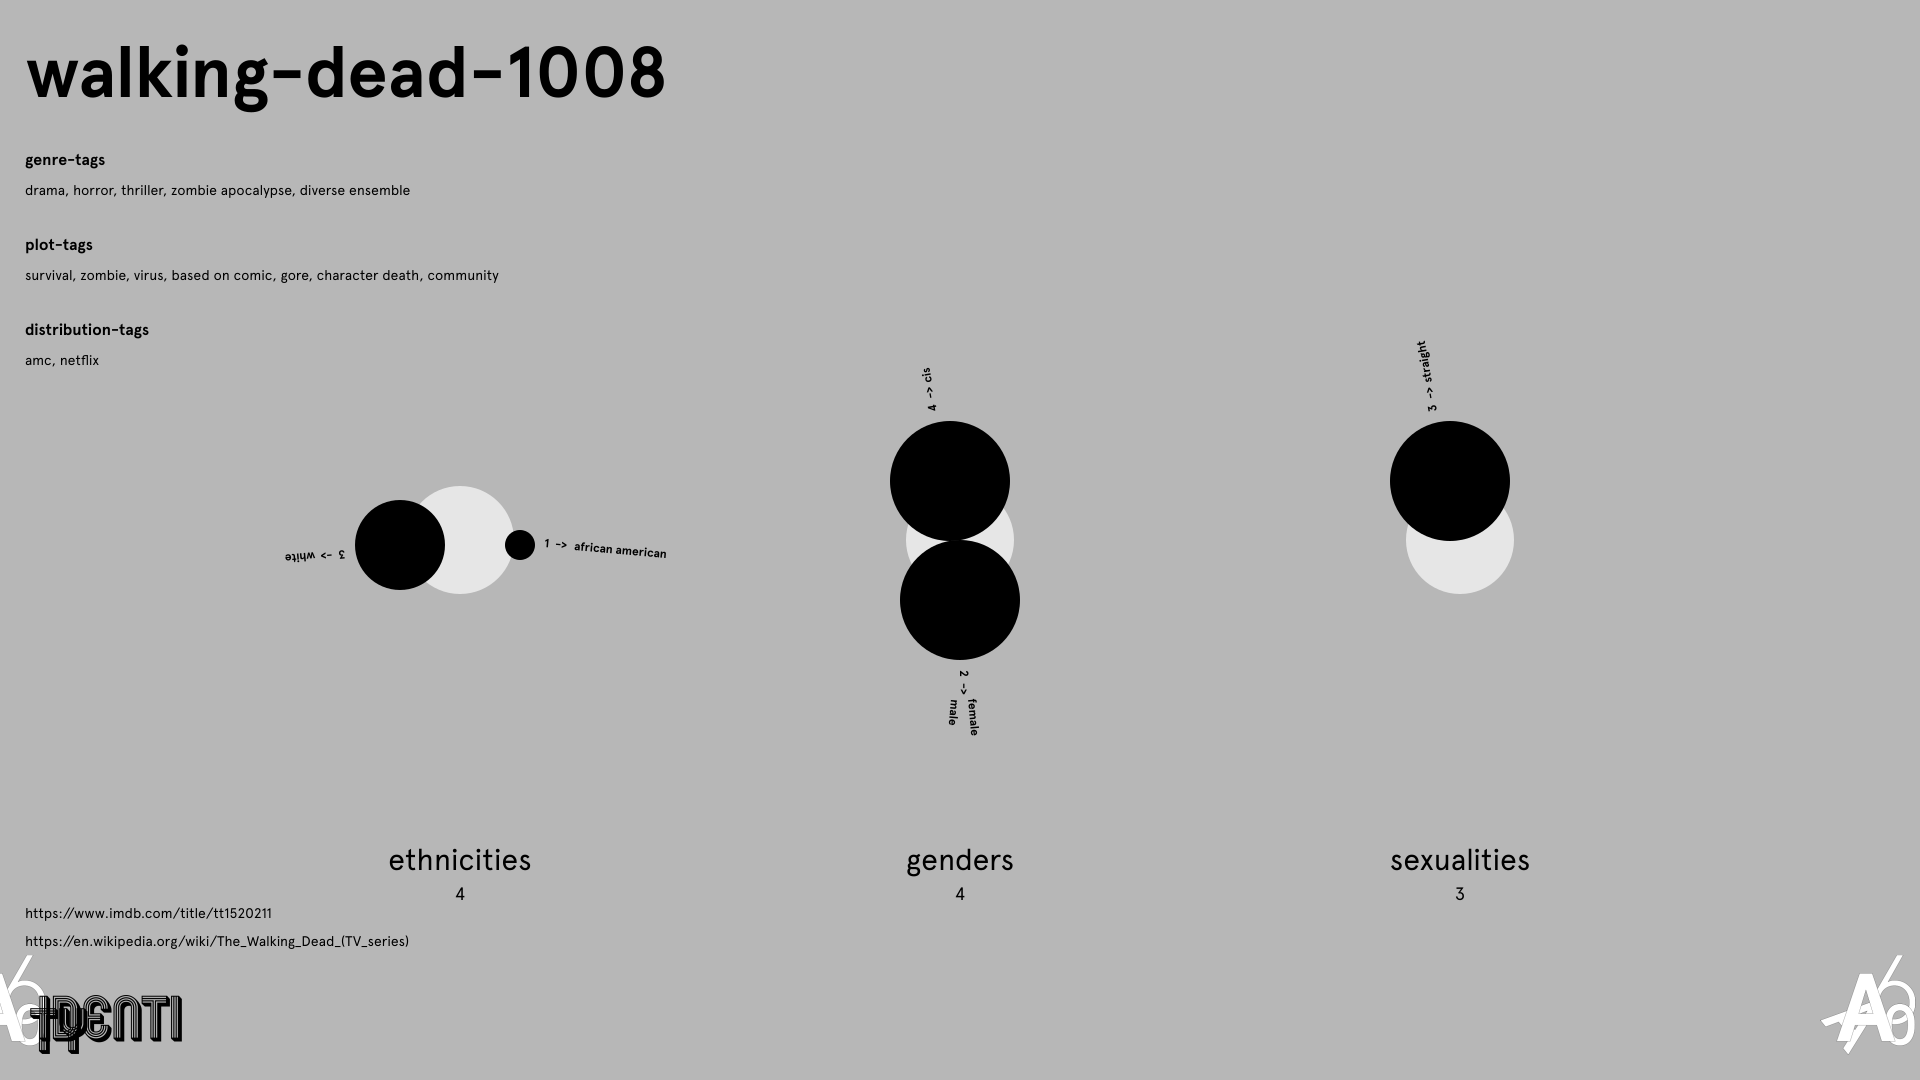 walking-dead-1008
genre-tags
drama, horror, thriller, zombie apocalypse, diverse ensemble
plot-tags
survival, zombie, virus, based on comic, gore, character death, community
distribution-tags
amc, netflix
3 -> white
1 -> african american
4 -> cis
2 -> female
male
3 -> straight
ethnicities
4
genders
4
sexualities
3
https://www.imdb.com/title/tt1520211
https://en.wikipedia.org/wiki/The_Walking_Dead_(TV_series)
IDENTI